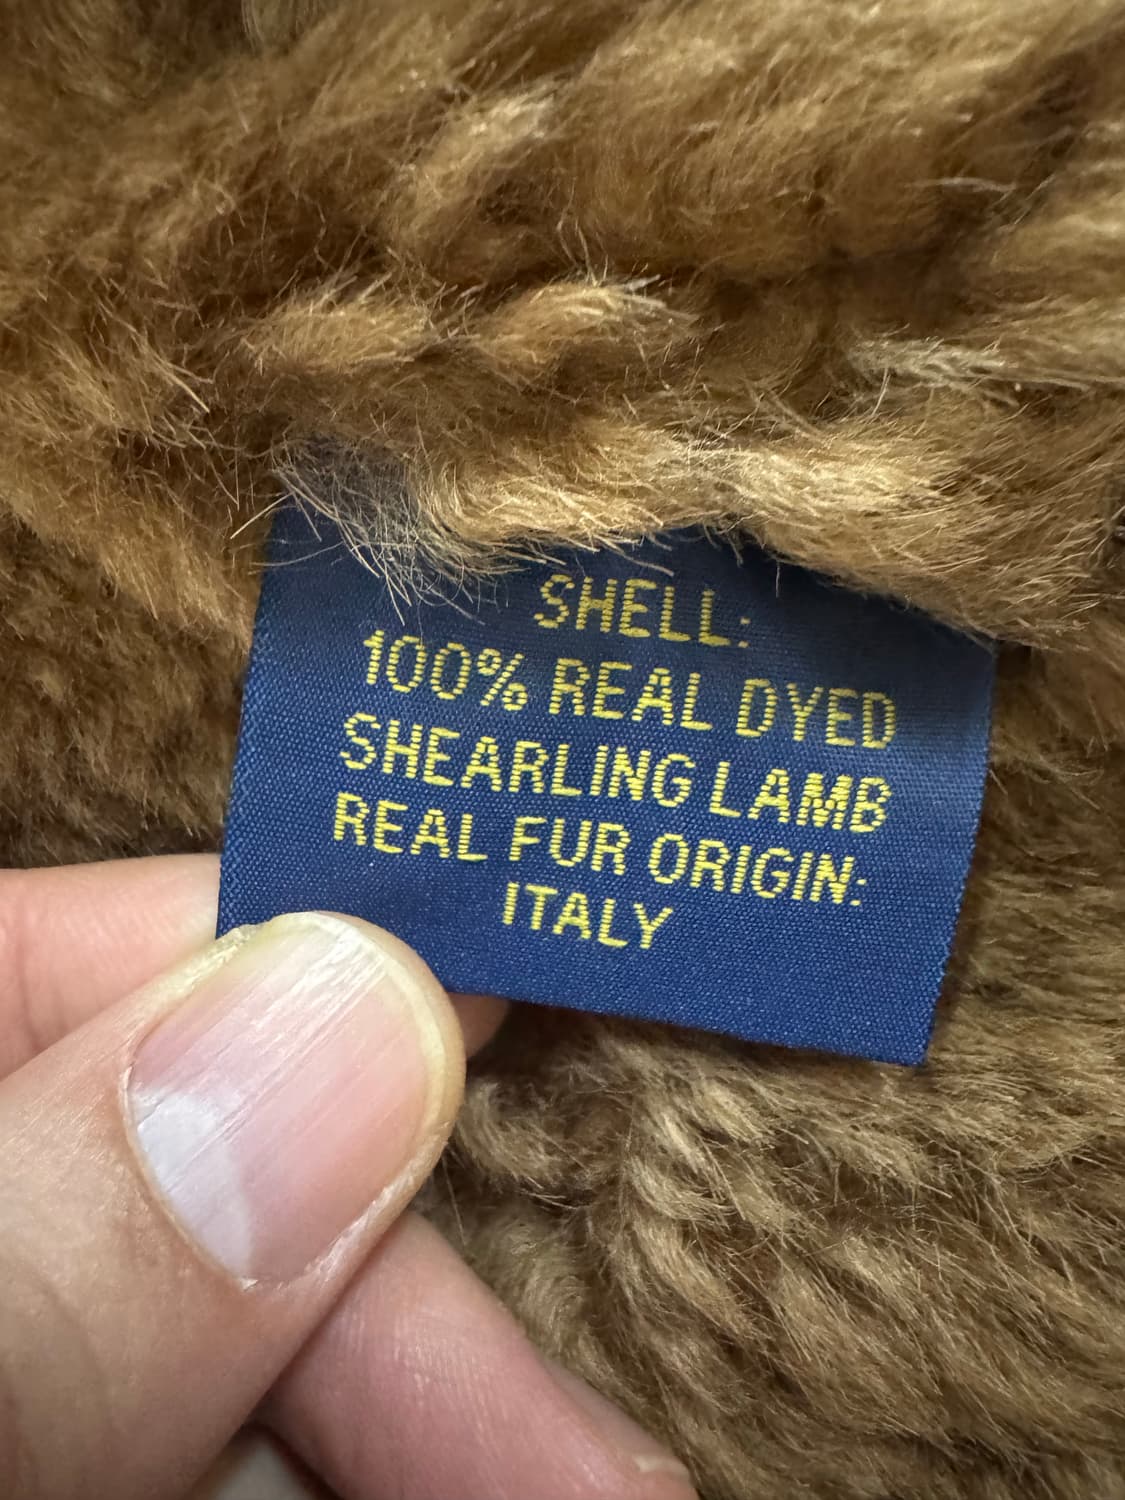 SHELL:
100% REAL DYED
SHEARLING LAMB
REAL FUR ORIGIN:
ITALY